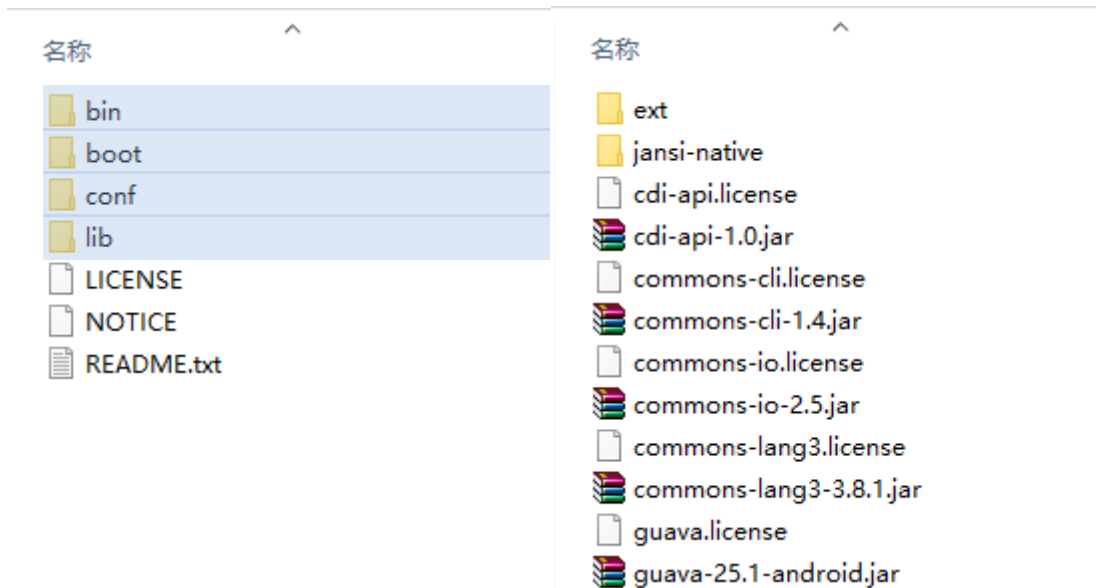 名称
bin
boot
conf
lib
LICENSE
NOTICE
README.txt
名称
ext
jansi-native
cdi-api.license
cdi-api-1.0.jar
commons-cli.license
commons-cli-1.4.jar
commons-io.license
commons-io-2.5.jar
commons-lang3.license
commons-lang3-3.8.1.jar
guava.license
guava-25.1-android.jar